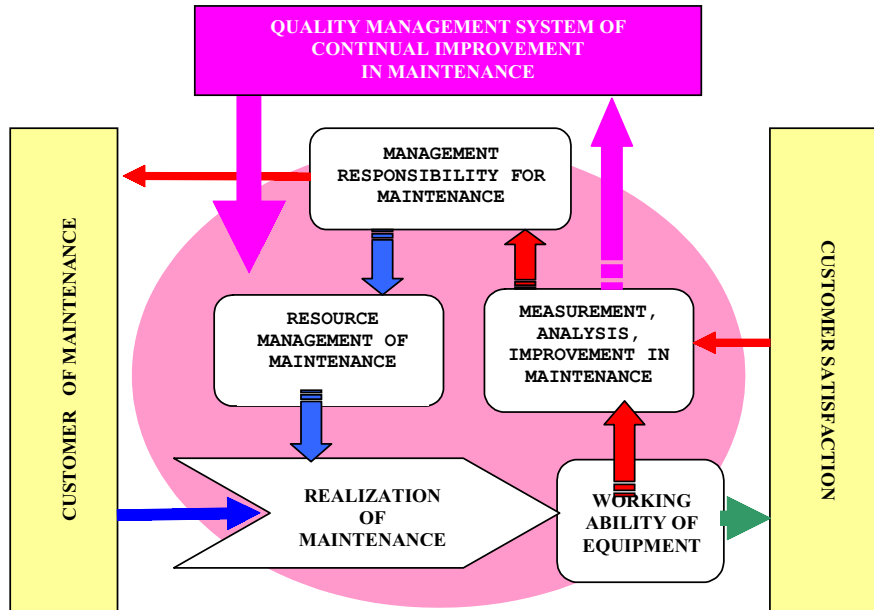 QUALITY MANAGEMENT SYSTEM OF
CONTINUAL IMPROVEMENT
IN MAINTENANCE
CUSTOMER OF MAINTENANCE
MANAGEMENT
RESPONSIBILITY FOR
MAINTENANCE
RESOURCE
MANAGEMENT OF
MAINTENANCE
MEASUREMENT,
ANALYSIS,
IMPROVEMENT IN
MAINTENANCE
REALIZATION
OF
MAINTENANCE
WORKING
ABILITY OF
EQUIPMENT
CUSTOMER SATISFACTION